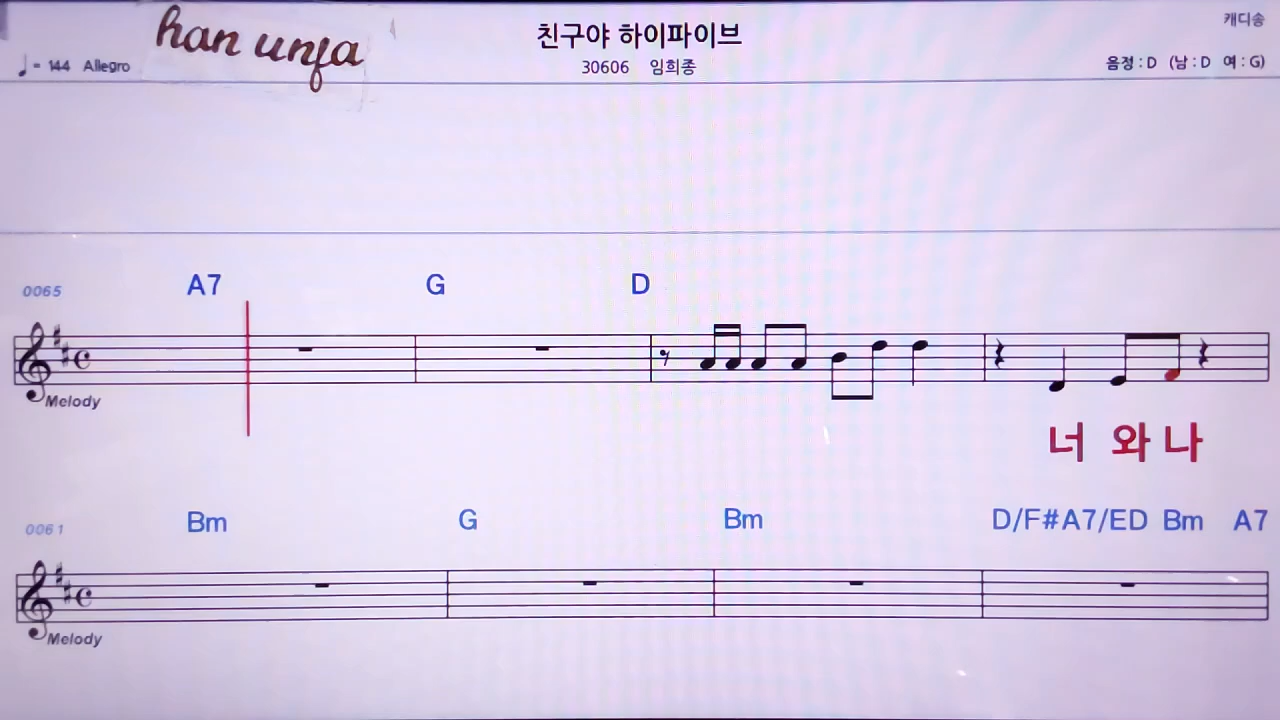 han unja
친구야 하이파이브
캐디송
♩ = 144 Allegro
30606 임희종
음정 : D (남 : D 여 : G)
A7 G D
0065
Melody
너 와 나
Bm G Bm D/F# A7/E D Bm A7
0061
Melody